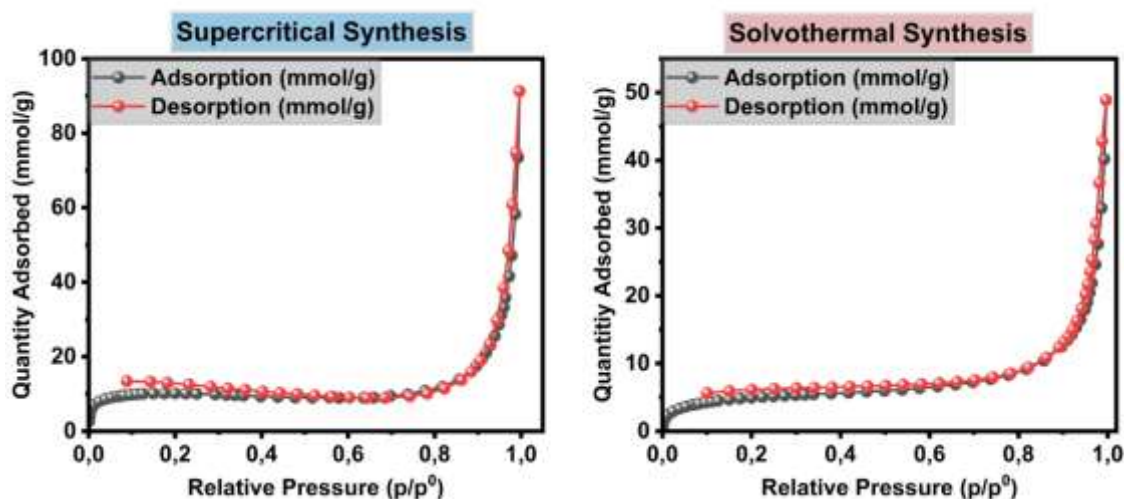 Supercritical Synthesis
Adsorption (mmol/g)
Desorption (mmol/g)
Quantity Adsorbed (mmol/g)
100
80
60
40
20
0
0,0 0,2 0,4 0,6 0,8 1,0
Relative Pressure (p/p⁰)
Solvothermal Synthesis
Adsorption (mmol/g)
Desorption (mmol/g)
Quantitiy Adsorbed (mmol/g)
50
40
30
20
10
0
0,0 0,2 0,4 0,6 0,8 1,0
Relative Pressure (p/p⁰)